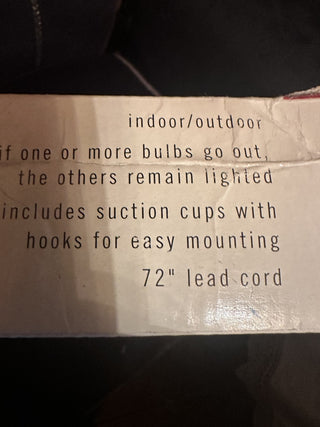 indoor/outdoor
if one or more bulbs go out,
the others remain lighted
includes suction cups with
hooks for easy mounting
72" lead cord